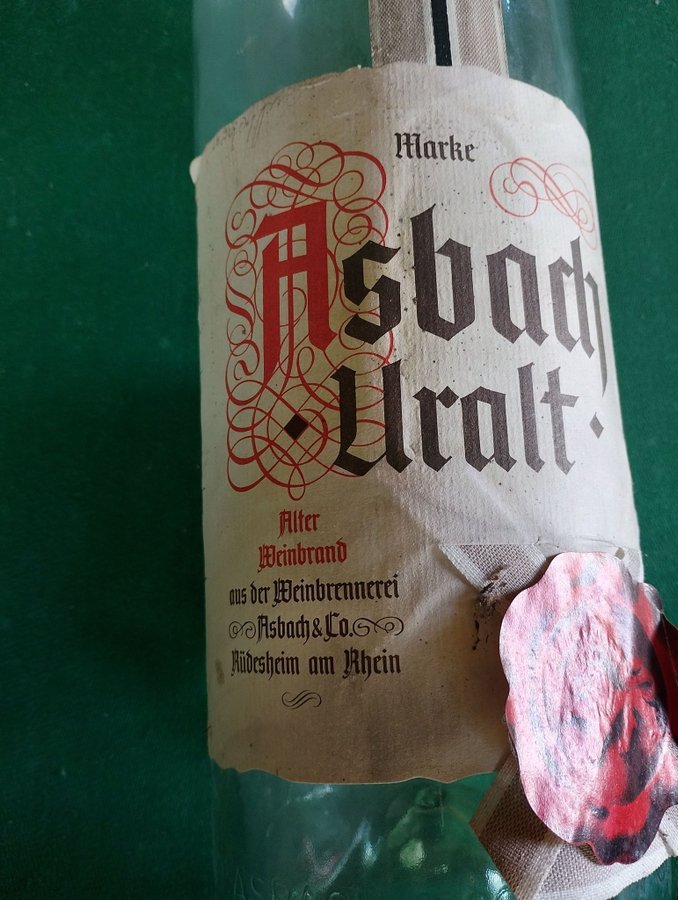 Marke
Asbach
· Uralt ·
Alter
Weinbrand
aus der Weinbrennerei
Asbach & Co.
Rüdesheim am Rhein